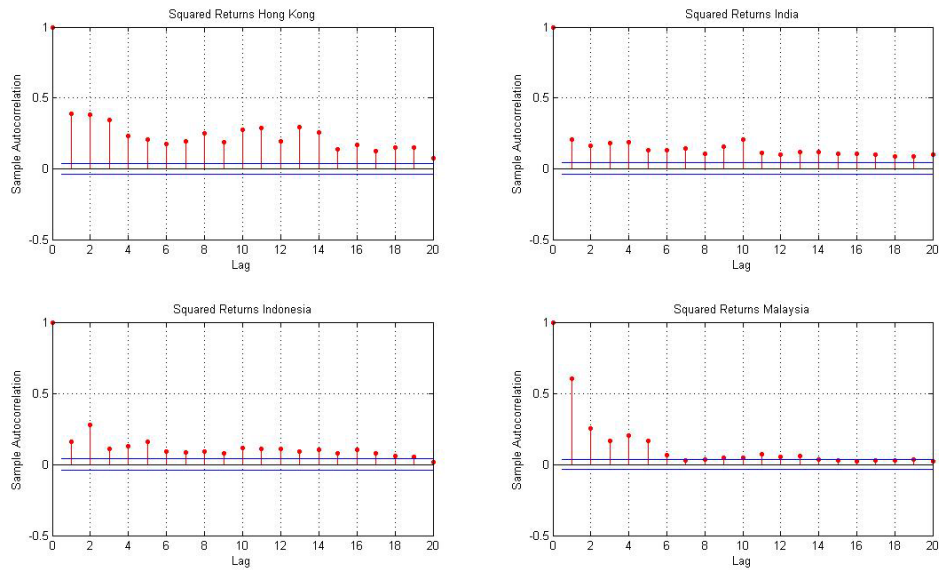 Squared Returns Hong Kong
1
0.5
0
-0.5
Sample Autocorrelation
0 2 4 6 8 10 12 14 16 18 20
Lag
Squared Returns India
1
0.5
0
-0.5
Sample Autocorrelation
0 2 4 6 8 10 12 14 16 18 20
Lag
Squared Returns Indonesia
1
0.5
0
-0.5
Sample Autocorrelation
0 2 4 6 8 10 12 14 16 18 20
Lag
Squared Returns Malaysia
1
0.5
0
-0.5
Sample Autocorrelation
0 2 4 6 8 10 12 14 16 18 20
Lag